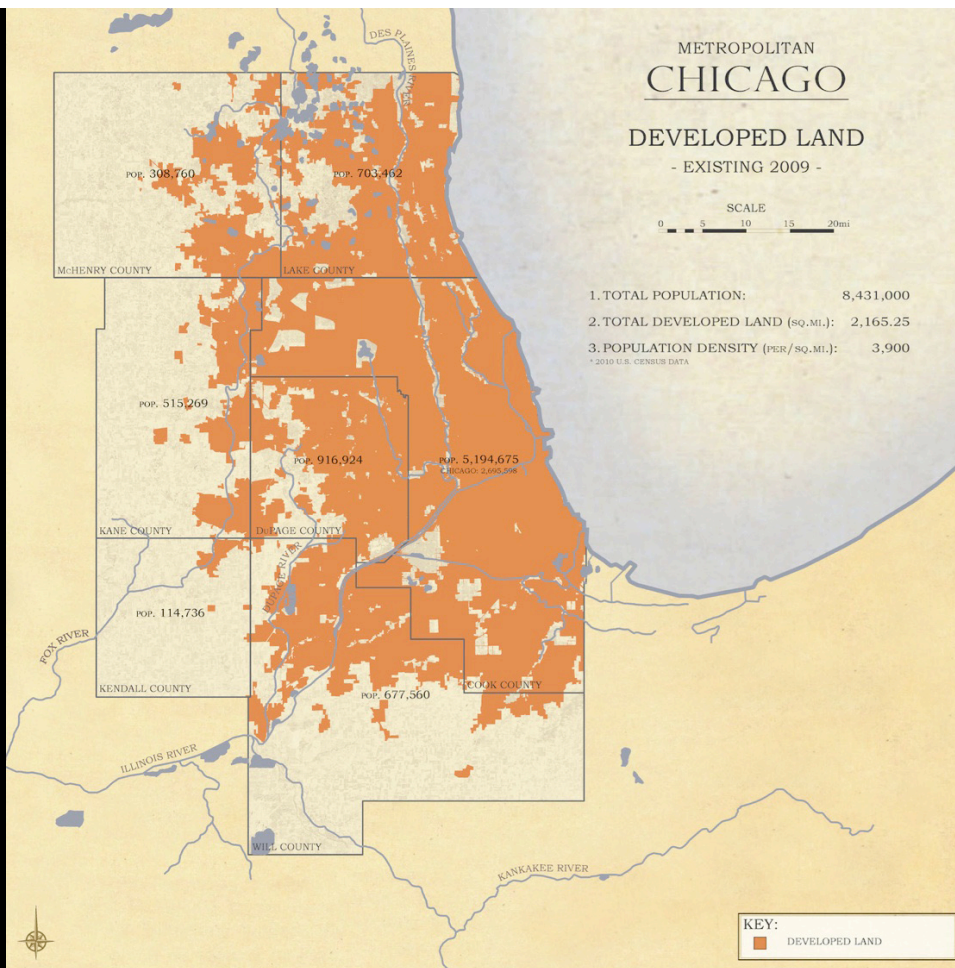 METROPOLITAN
CHICAGO
DEVELOPED LAND
- EXISTING 2009 -
SCALE
0 5 10 15 20mi
1. TOTAL POPULATION: 8,431,000
2. TOTAL DEVELOPED LAND (SQ.MI.): 2,165.25
3. POPULATION DENSITY (PER/SQ.MI.): 3,900
* 2010 U.S. CENSUS DATA
DES PLAINES RIVER
POP. 308,760
POP. 703,462
McHENRY COUNTY
LAKE COUNTY
POP. 515,269
POP. 916,924
POP. 5,194,675
CHICAGO: 2,695,598
KANE COUNTY
DuPAGE COUNTY
DUPAGE RIVER
POP. 114,736
FOX RIVER
KENDALL COUNTY
COOK COUNTY
POP. 677,560
ILLINOIS RIVER
WILL COUNTY
KANKAKEE RIVER
KEY:
DEVELOPED LAND